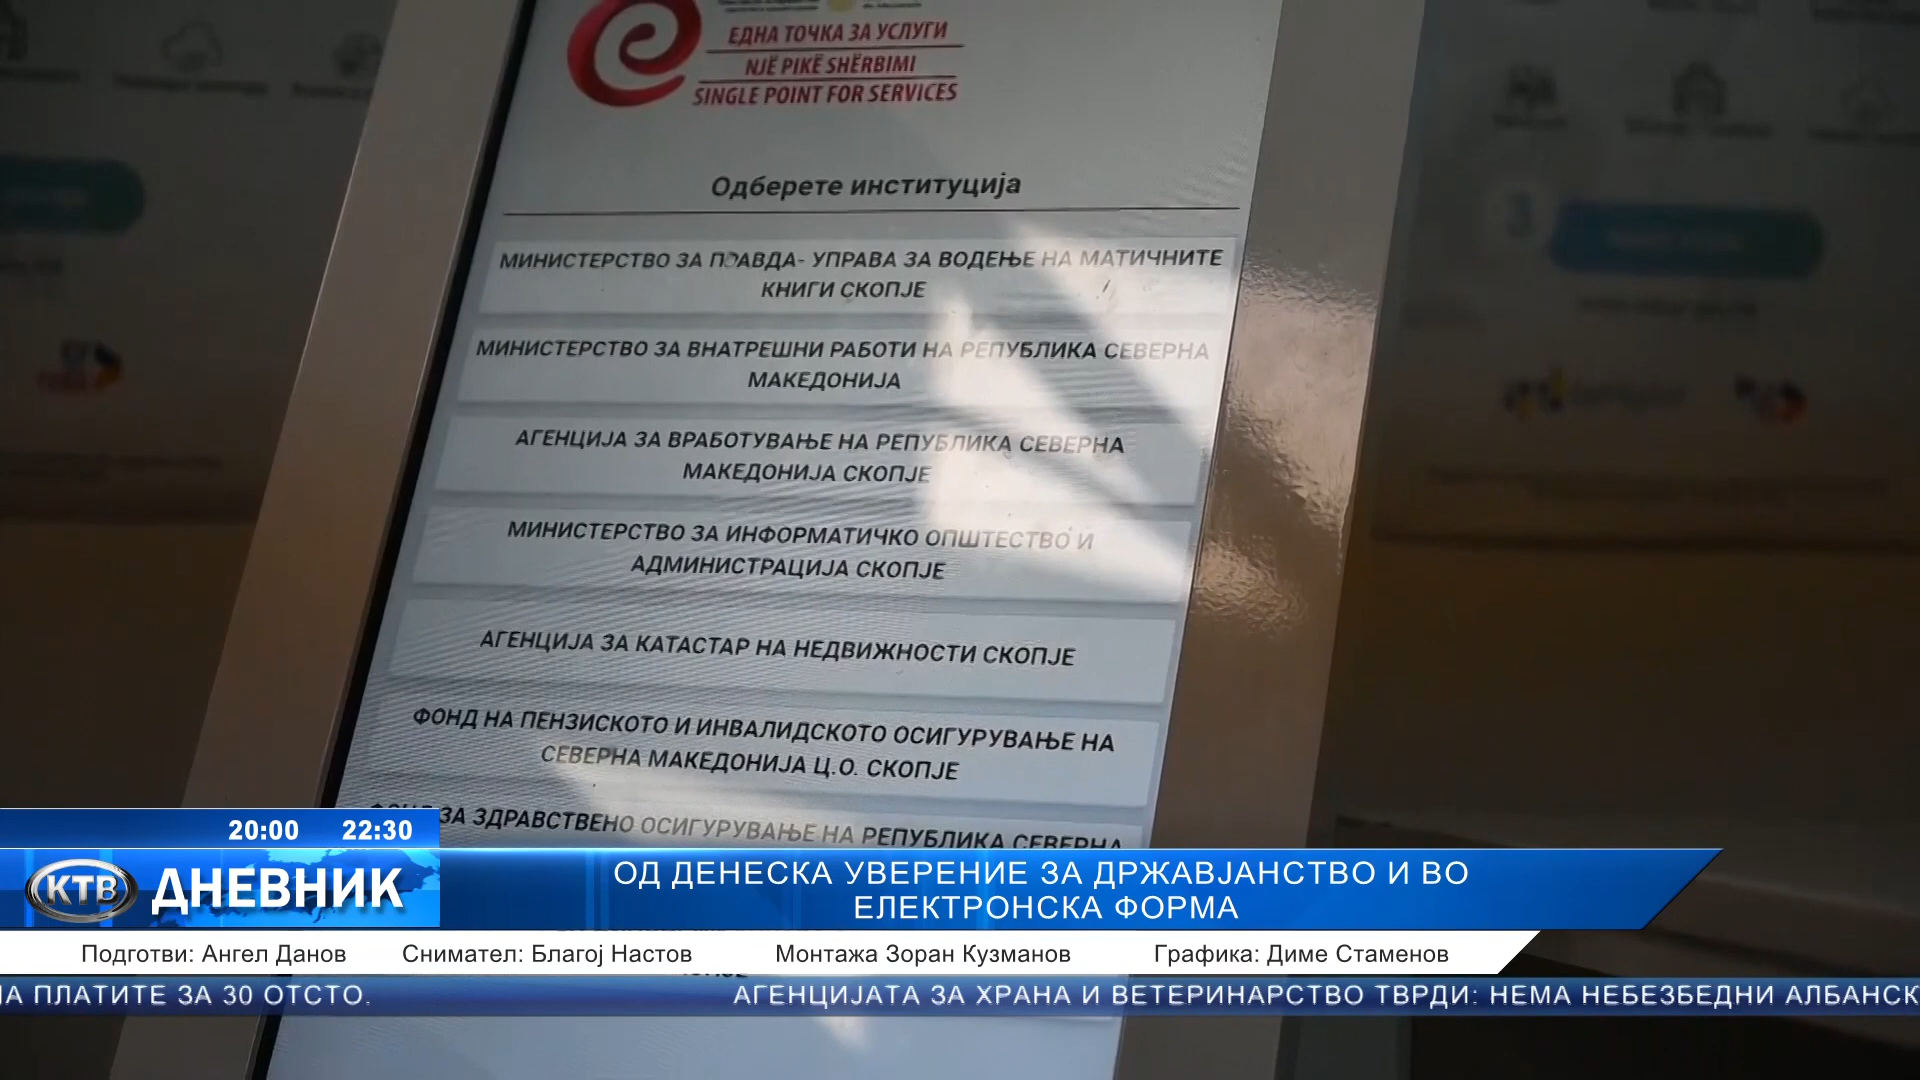 ЕДНА ТОЧКА ЗА УСЛУГИ
NJË PIKË SHËRBIMI
SINGLE POINT FOR SERVICES
Одберете институција
МИНИСТЕРСТВО ЗА ПРАВДА- УПРАВА ЗА ВОДЕЊЕ НА МАТИЧНИТЕ
КНИГИ СКОПЈЕ
МИНИСТЕРСТВО ЗА ВНАТРЕШНИ РАБОТИ НА РЕПУБЛИКА СЕВЕРНА
МАКЕДОНИЈА
АГЕНЦИЈА ЗА ВРАБОТУВАЊЕ НА РЕПУБЛИКА СЕВЕРНА
МАКЕДОНИЈА СКОПЈЕ
МИНИСТЕРСТВО ЗА ИНФОРМАТИЧКО ОПШТЕСТВО И
АДМИНИСТРАЦИЈА СКОПЈЕ
АГЕНЦИЈА ЗА КАТАСТАР НА НЕДВИЖНОСТИ СКОПЈЕ
ФОНД НА ПЕНЗИСКОТО И ИНВАЛИДСКОТО ОСИГУРУВАЊЕ НА
СЕВЕРНА МАКЕДОНИЈА Ц.О. СКОПЈЕ
ФОНД ЗА ЗДРАВСТВЕНО ОСИГУРУВАЊЕ НА РЕПУБЛИКА СЕВЕРНА
20:00 22:30
КТВ ДНЕВНИК
ОД ДЕНЕСКА УВЕРЕНИЕ ЗА ДРЖАВЈАНСТВО И ВО
ЕЛЕКТРОНСКА ФОРМА
Подготви: Ангел Данов Снимател: Благој Настов Монтажа Зоран Кузманов Графика: Диме Стаменов
ПЛАТИТЕ ЗА 30 ОТСТО. АГЕНЦИЈАТА ЗА ХРАНА И ВЕТЕРИНАРСТВО ТВРДИ: НЕМА НЕБЕЗБЕДНИ АЛБАНСК